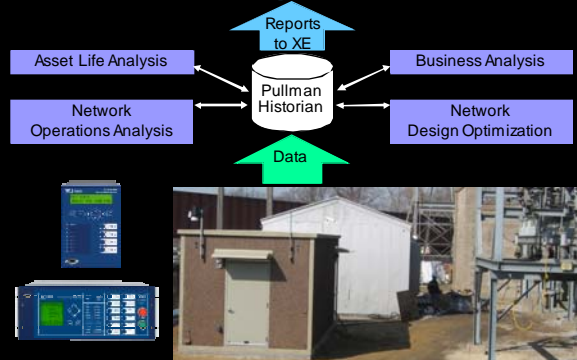 Reports
to XE
Asset Life Analysis
Business Analysis
Pullman
Historian
Network
Operations Analysis
Network
Design Optimization
Data